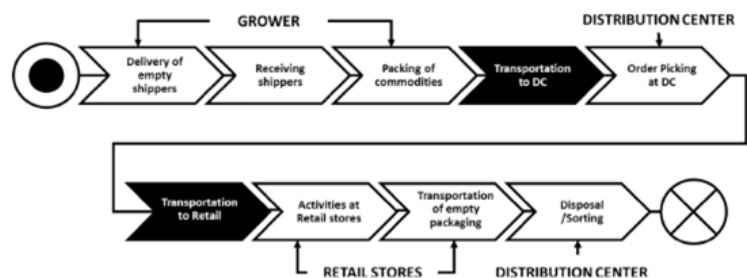 GROWER
DISTRIBUTION CENTER
Delivery of
empty
shippers
Receiving
shippers
Packing of
commodities
Transportation
to DC
Order Picking
at DC
Transportation
to Retail
Activities at
Retail stores
Transportation
of empty
packaging
Disposal
/Sorting
RETAIL STORES
DISTRIBUTION CENTER